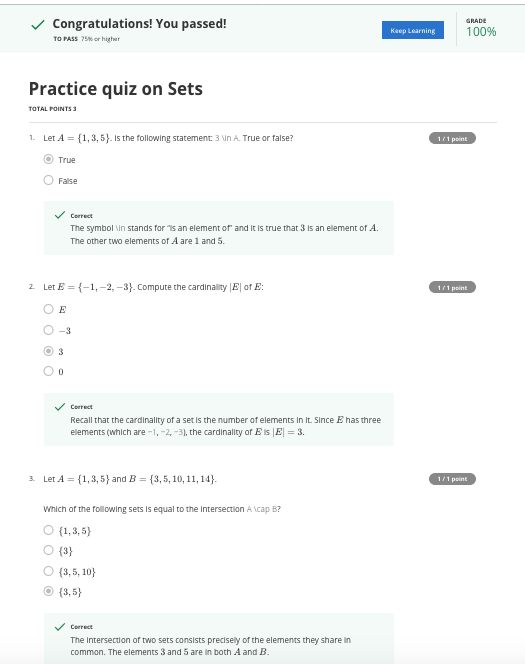 Congratulations! You passed!
TO PASS 75% or higher
Keep Learning
GRADE
100%
Practice quiz on Sets
TOTAL POINTS 3
1. Let A = {1, 3, 5}. Is the following statement: 3 \in A. True or false?
1 / 1 point
True
False
Correct
The symbol \in stands for "is an element of" and it is true that 3 is an element of A.
The other two elements of A are 1 and 5.
2. Let E = {−1, −2, −3}. Compute the cardinality |E| of E:
1 / 1 point
E
−3
3
0
Correct
Recall that the cardinality of a set is the number of elements in it. Since E has three
elements (which are −1, −2, −3), the cardinality of E is |E| = 3.
3. Let A = {1, 3, 5} and B = {3, 5, 10, 11, 14}.
1 / 1 point
Which of the following sets is equal to the intersection A \cap B?
{1, 3, 5}
{3}
{3, 5, 10}
{3, 5}
Correct
The intersection of two sets consists precisely of the elements they share in
common. The elements 3 and 5 are in both A and B.